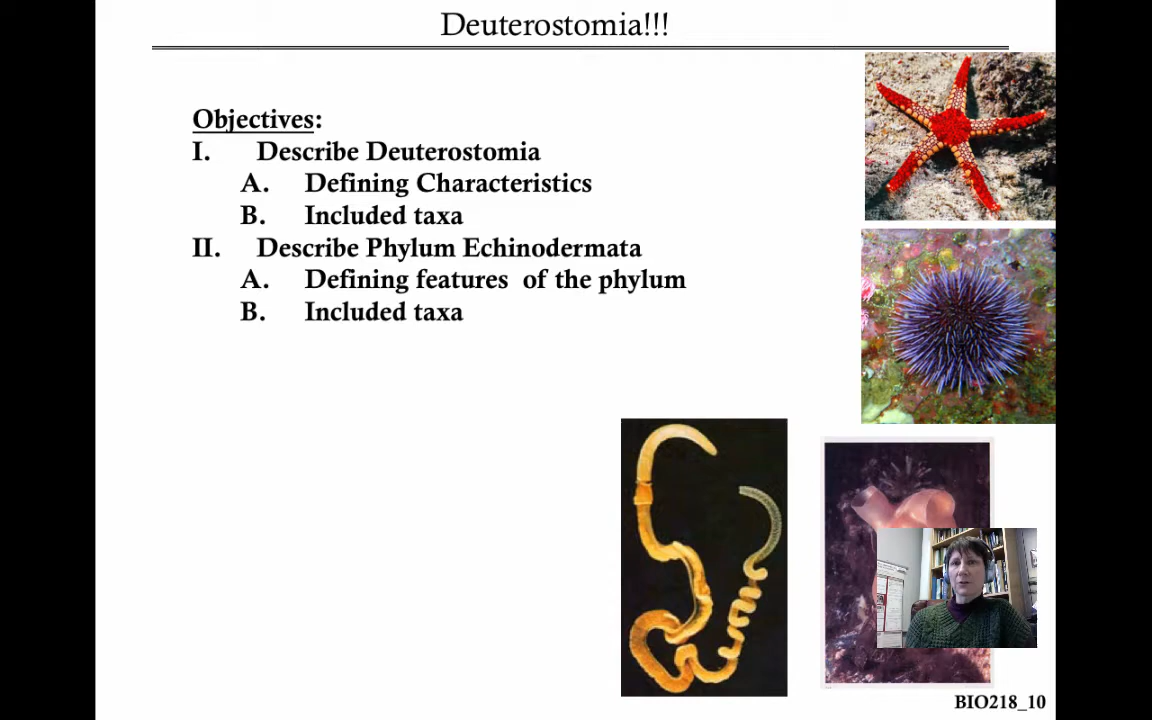 Deuterostomia!!!
Objectives:
I. Describe Deuterostomia
A. Defining Characteristics
B. Included taxa
II. Describe Phylum Echinodermata
A. Defining features of the phylum
B. Included taxa
BIO218_10